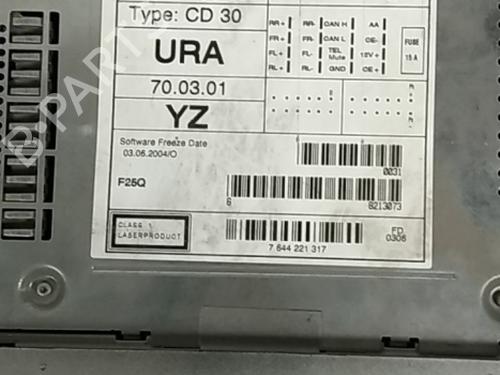 Type: CD 30
URA
70.03.01
YZ
RR+ RR- CAN H AA
FR+ FR- CAN L CE-
FL+ FL- TEL Mute 12V+
RL+ RL- GND CE+
FUSE
15 A
Software Freeze Date
03.06.2004/O
0031
F25Q
6 8213073
CLASS 1
LASERPRODUCT
7 644 221 317
FD
0306
B-PARTS